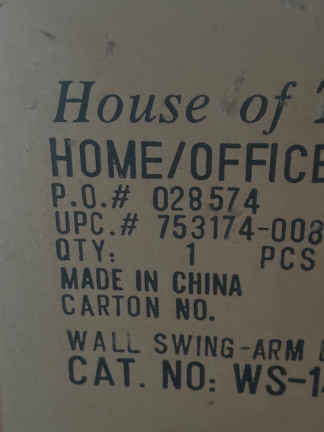 House of
HOME/OFFICE
P.O.# 028574
UPC.# 753174-008
QTY: 1 PCS
MADE IN CHINA
CARTON NO.
WALL SWING-ARM
CAT. NO: WS-1